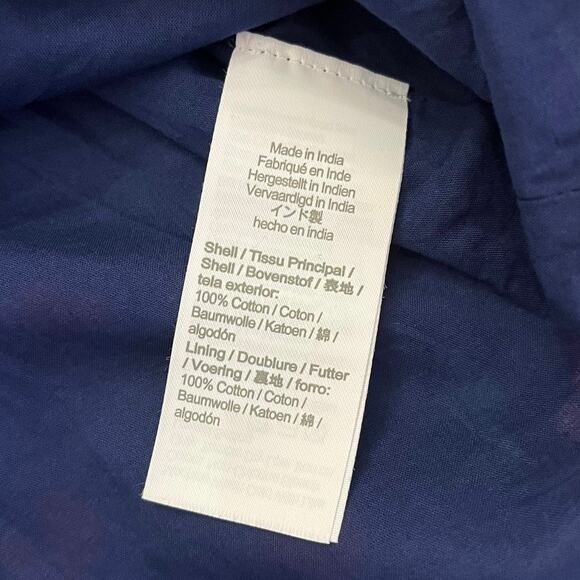 Made in India
Fabriqué en Inde
Hergestellt in Indien
Vervaardigd in India
インド製
hecho en india
Shell / Tissu Principal /
Shell / Bovenstof / 表地 /
tela exterior:
100% Cotton / Coton /
Baumwolle / Katoen / 綿 /
algodón
Lining / Doublure / Futter
/ Voering / 裏地 / forro:
100% Cotton / Coton /
Baumwolle / Katoen / 綿 /
algodón